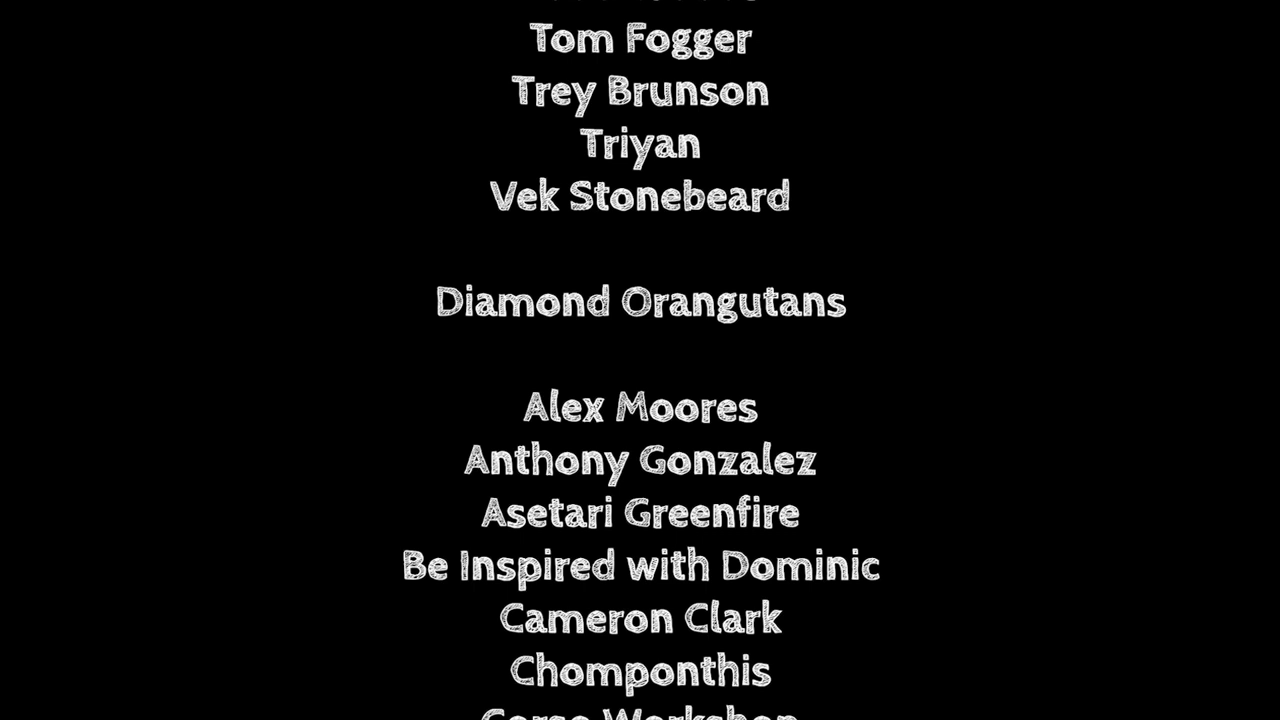 Tom Fogger
Trey Brunson
Triyan
Vek Stonebeard
Diamond Orangutans
Alex Moores
Anthony Gonzalez
Asetari Greenfire
Be Inspired with Dominic
Cameron Clark
Chomponthis